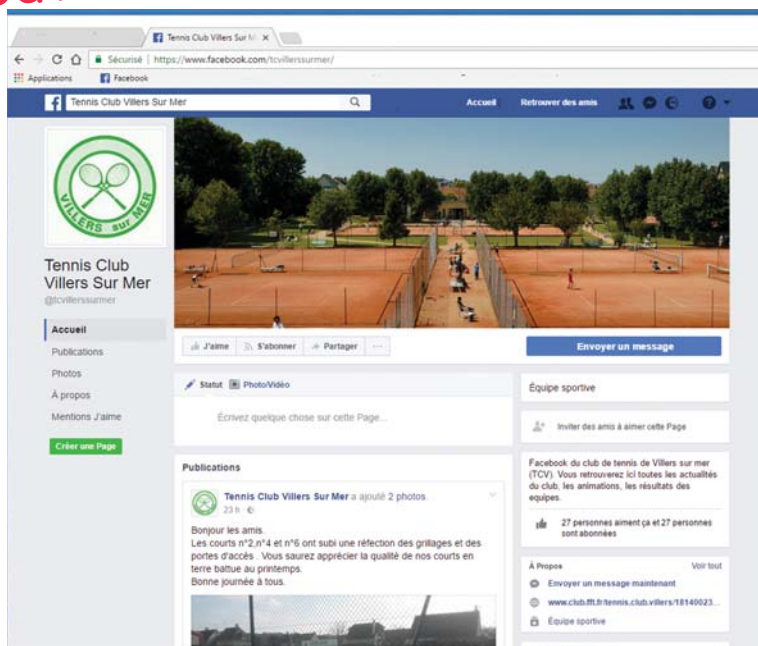 Tennis Club Villers Sur M
Sécurisé | https://www.facebook.com/tcvillerssurmer/
Applications Facebook
Tennis Club Villers Sur Mer
Accueil Retrouver des amis
VILLERS sur MER
Tennis Club
Villers Sur Mer
@tcvillerssurmer
Accueil
Publications
Photos
À propos
Mentions J'aime
Créer une Page
J'aime S'abonner Partager ...
Envoyer un message
Statut Photo/Vidéo
Écrivez quelque chose sur cette Page...
Publications
Tennis Club Villers Sur Mer a ajouté 2 photos.
23 h
Bonjour les amis.
Les courts n°2,n°4 et n°6 ont subi une réfection des grillages et des
portes d'accès . Vous saurez apprécier la qualité de nos courts en
terre battue au printemps.
Bonne journée à tous.
Équipe sportive
Inviter des amis à aimer cette Page
Facebook du club de tennis de Villers sur mer
(TCV). Vous retrouverez ici toutes les actualités
du club, les animations, les résultats des
equipes.
27 personnes aiment ça et 27 personnes
sont abonnées
À Propos Voir tout
Envoyer un message maintenant
www.club.fft.fr/tennis.club.villers/18140023...
Équipe sportive